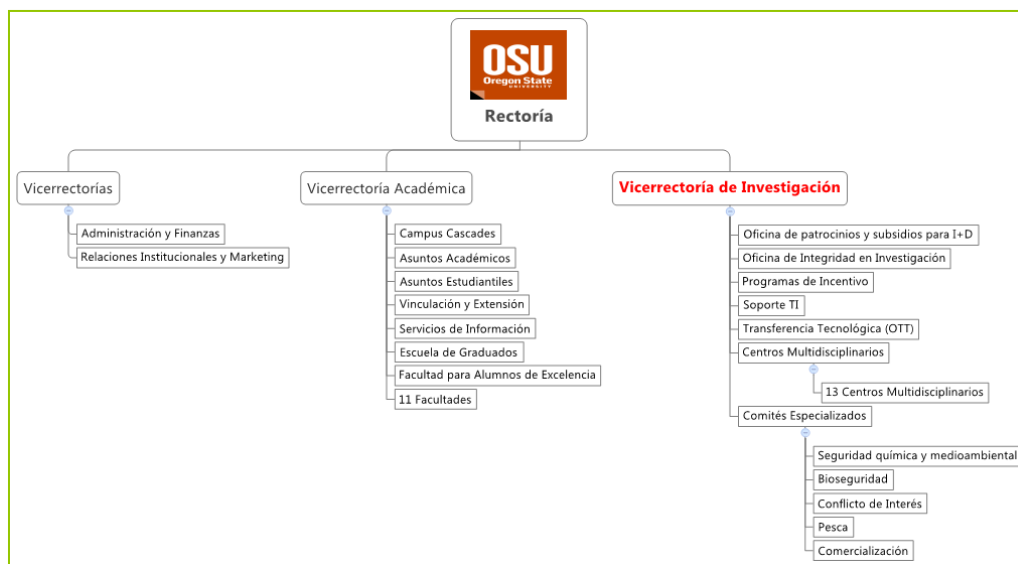 OSU
Oregon State
UNIVERSITY
Rectoría
Vicerrectorías
Administración y Finanzas
Relaciones Institucionales y Marketing
Vicerrectoría Académica
Campus Cascades
Asuntos Académicos
Asuntos Estudiantiles
Vinculación y Extensión
Servicios de Información
Escuela de Graduados
Facultad para Alumnos de Excelencia
11 Facultades
Vicerrectoría de Investigación
Oficina de patrocinios y subsidios para I+D
Oficina de Integridad en Investigación
Programas de Incentivo
Soporte TI
Transferencia Tecnológica (OTT)
Centros Multidisciplinarios
13 Centros Multidisciplinarios
Comités Especializados
Seguridad química y medioambiental
Bioseguridad
Conflicto de Interés
Pesca
Comercialización